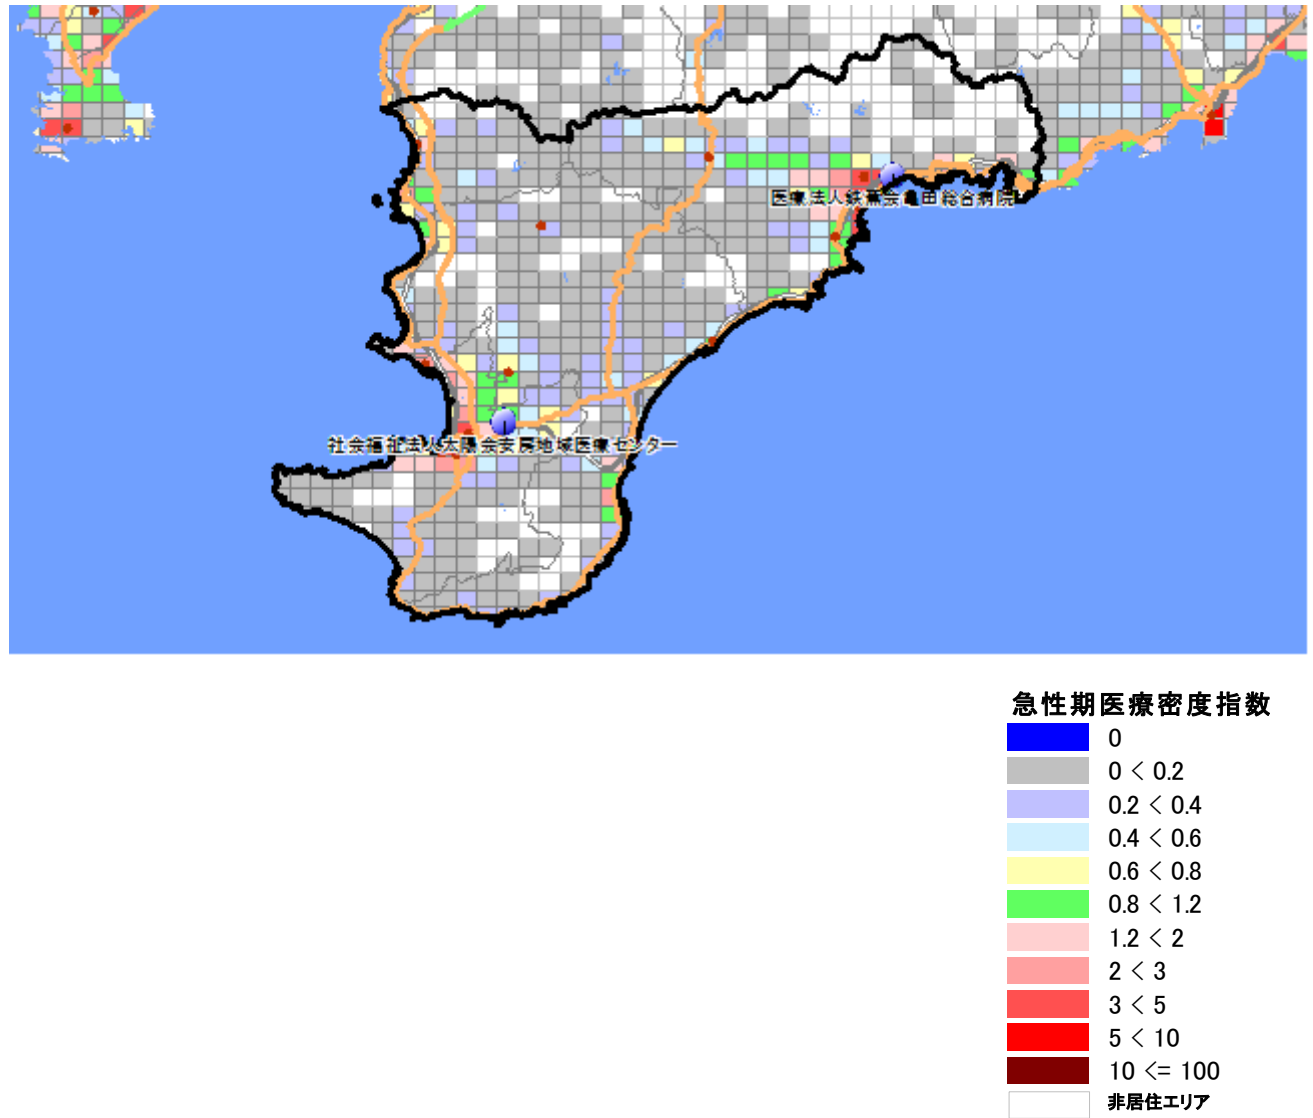 医療法人鉄蕉会亀田総合病院
社会福祉法人太陽会安房地域医療センター
急性期医療密度指数
0
0 < 0.2
0.2 < 0.4
0.4 < 0.6
0.6 < 0.8
0.8 < 1.2
1.2 < 2
2 < 3
3 < 5
5 < 10
10 <= 100
非居住エリア